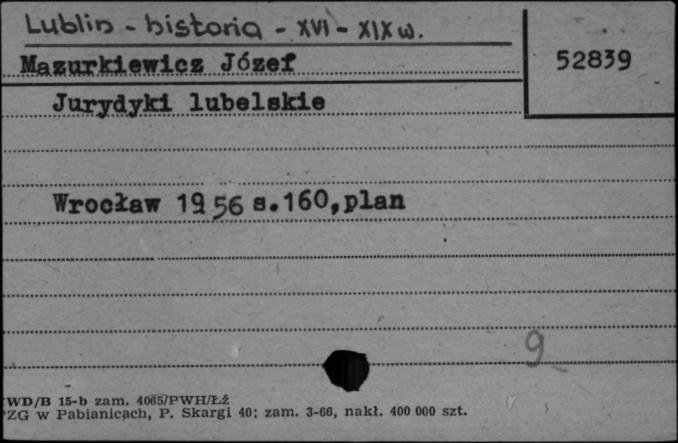 Lublin - historia - XVI - XIX w.
Mazurkiewicz Józef
52839
Jurydyki lubelskie
Wrocław 1956 s.160,plan
9
WD/B 15-b zam. 4065/PWH/Łź
PZG w Pabianicach, P. Skargi 40; zam. 3-66, nakł. 400 000 szt.